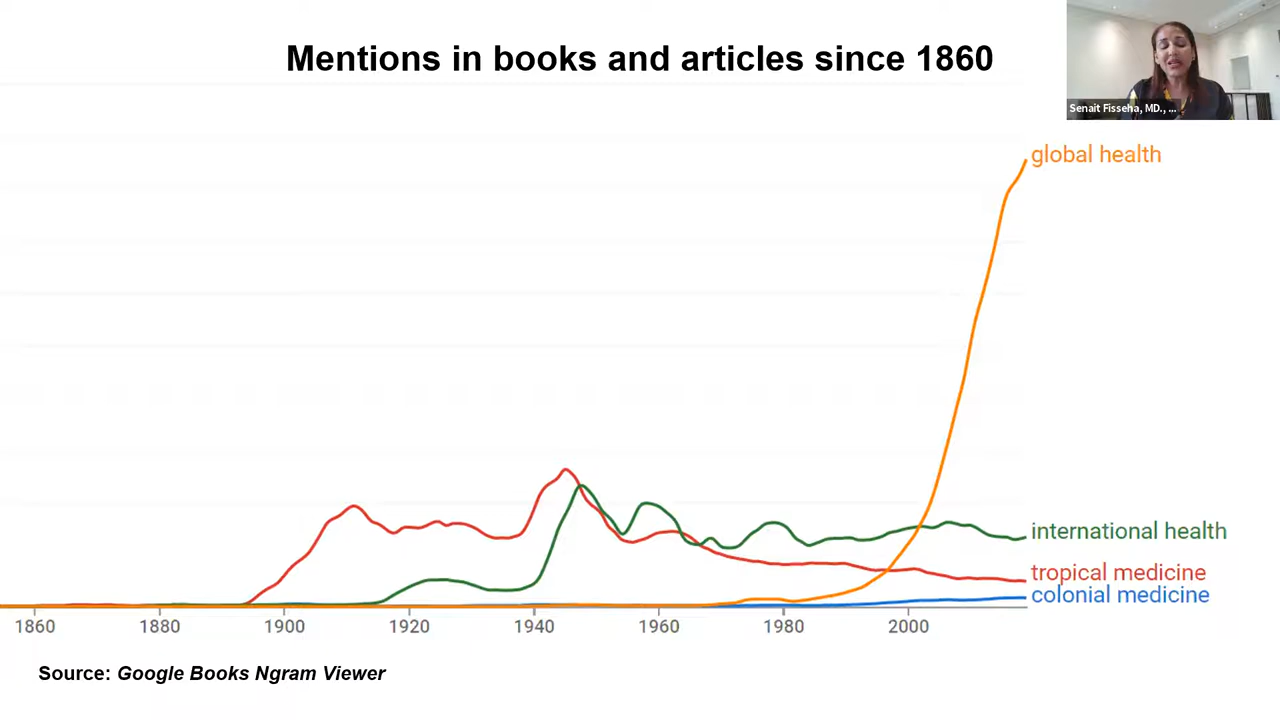 Mentions in books and articles since 1860
Senait Fisseha, MD., ...
global health
international health
tropical medicine
colonial medicine
1860 1880 1900 1920 1940 1960 1980 2000
Source: Google Books Ngram Viewer